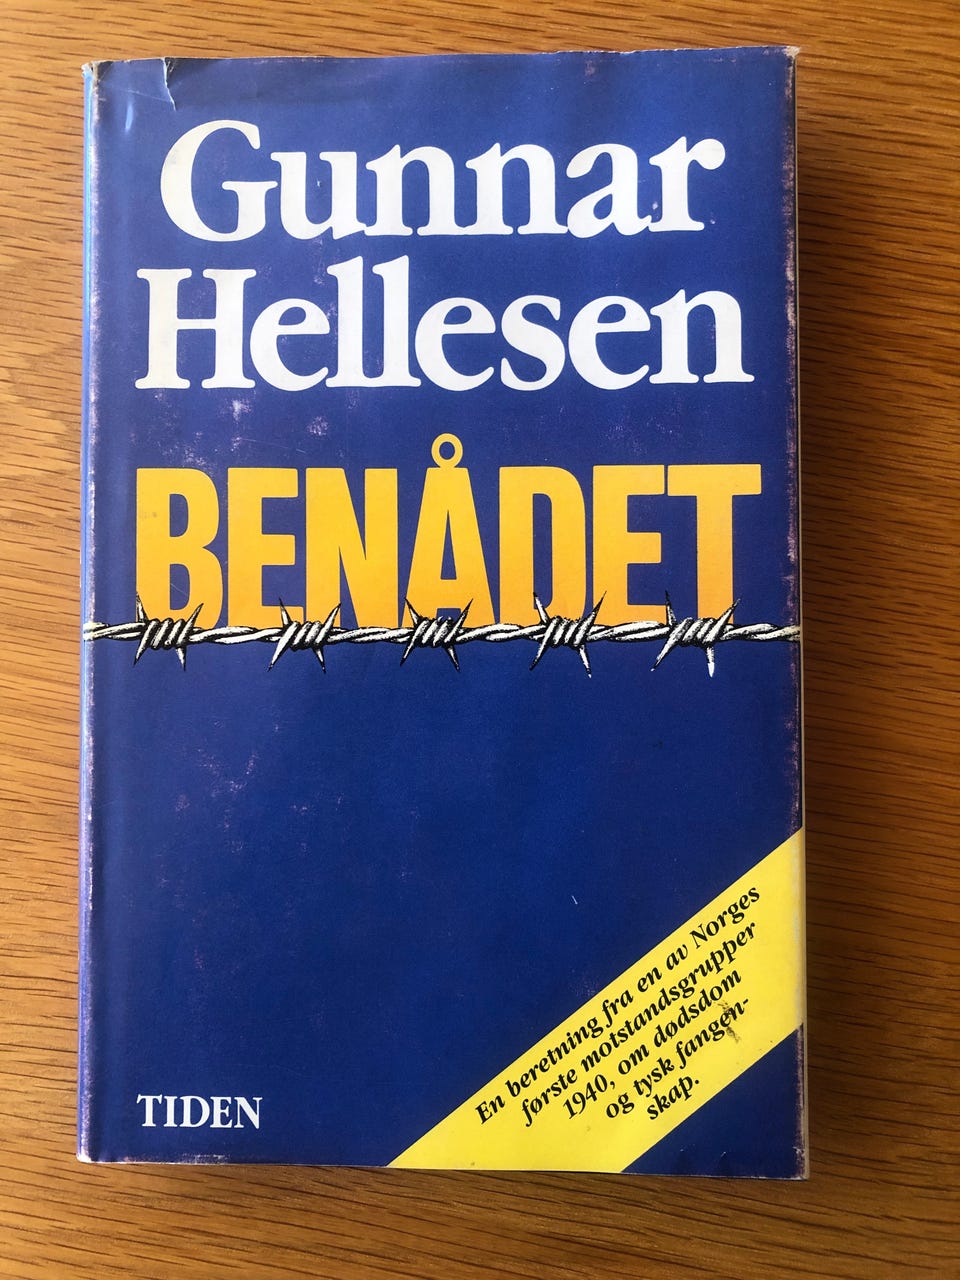 Gunnar
Hellesen
BENÅDET
En beretning fra en av Norges
første motstandsgrupper
1940, om dødsdom
og tysk fangen-
skap.
TIDEN